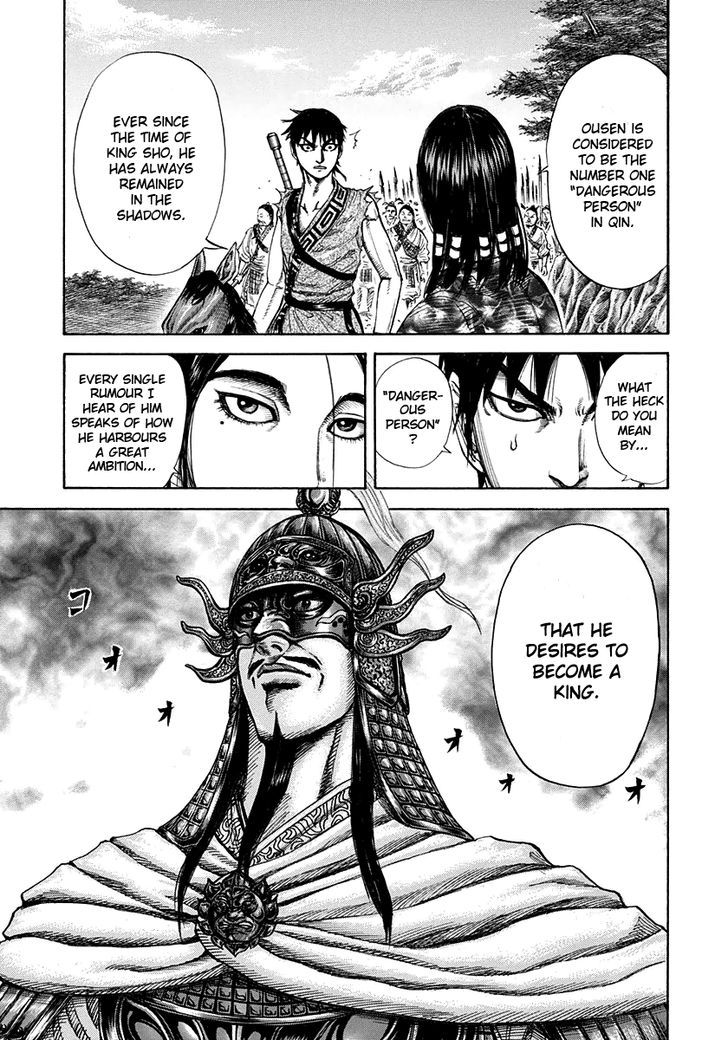 OUSEN
IS CONSIDERED
TO BE THE
NUMBER ONE
"DANGEROUS
PERSON"
IN QIN.
EVER SINCE
THE TIME OF
KING SHO, HE
HAS ALWAYS
REMAINED
IN THE
SHADOWS.
WHAT
THE HECK
DO YOU
MEAN
BY...
"DANGER-
OUS
PERSON"
?
EVERY SINGLE
RUMOUR I
HEAR OF HIM
SPEAKS OF HOW
HE HARBOURS
A GREAT
AMBITION...
THAT HE
DESIRES TO
BECOME A
KING.
コ
オ
オ
オ
オ
オ